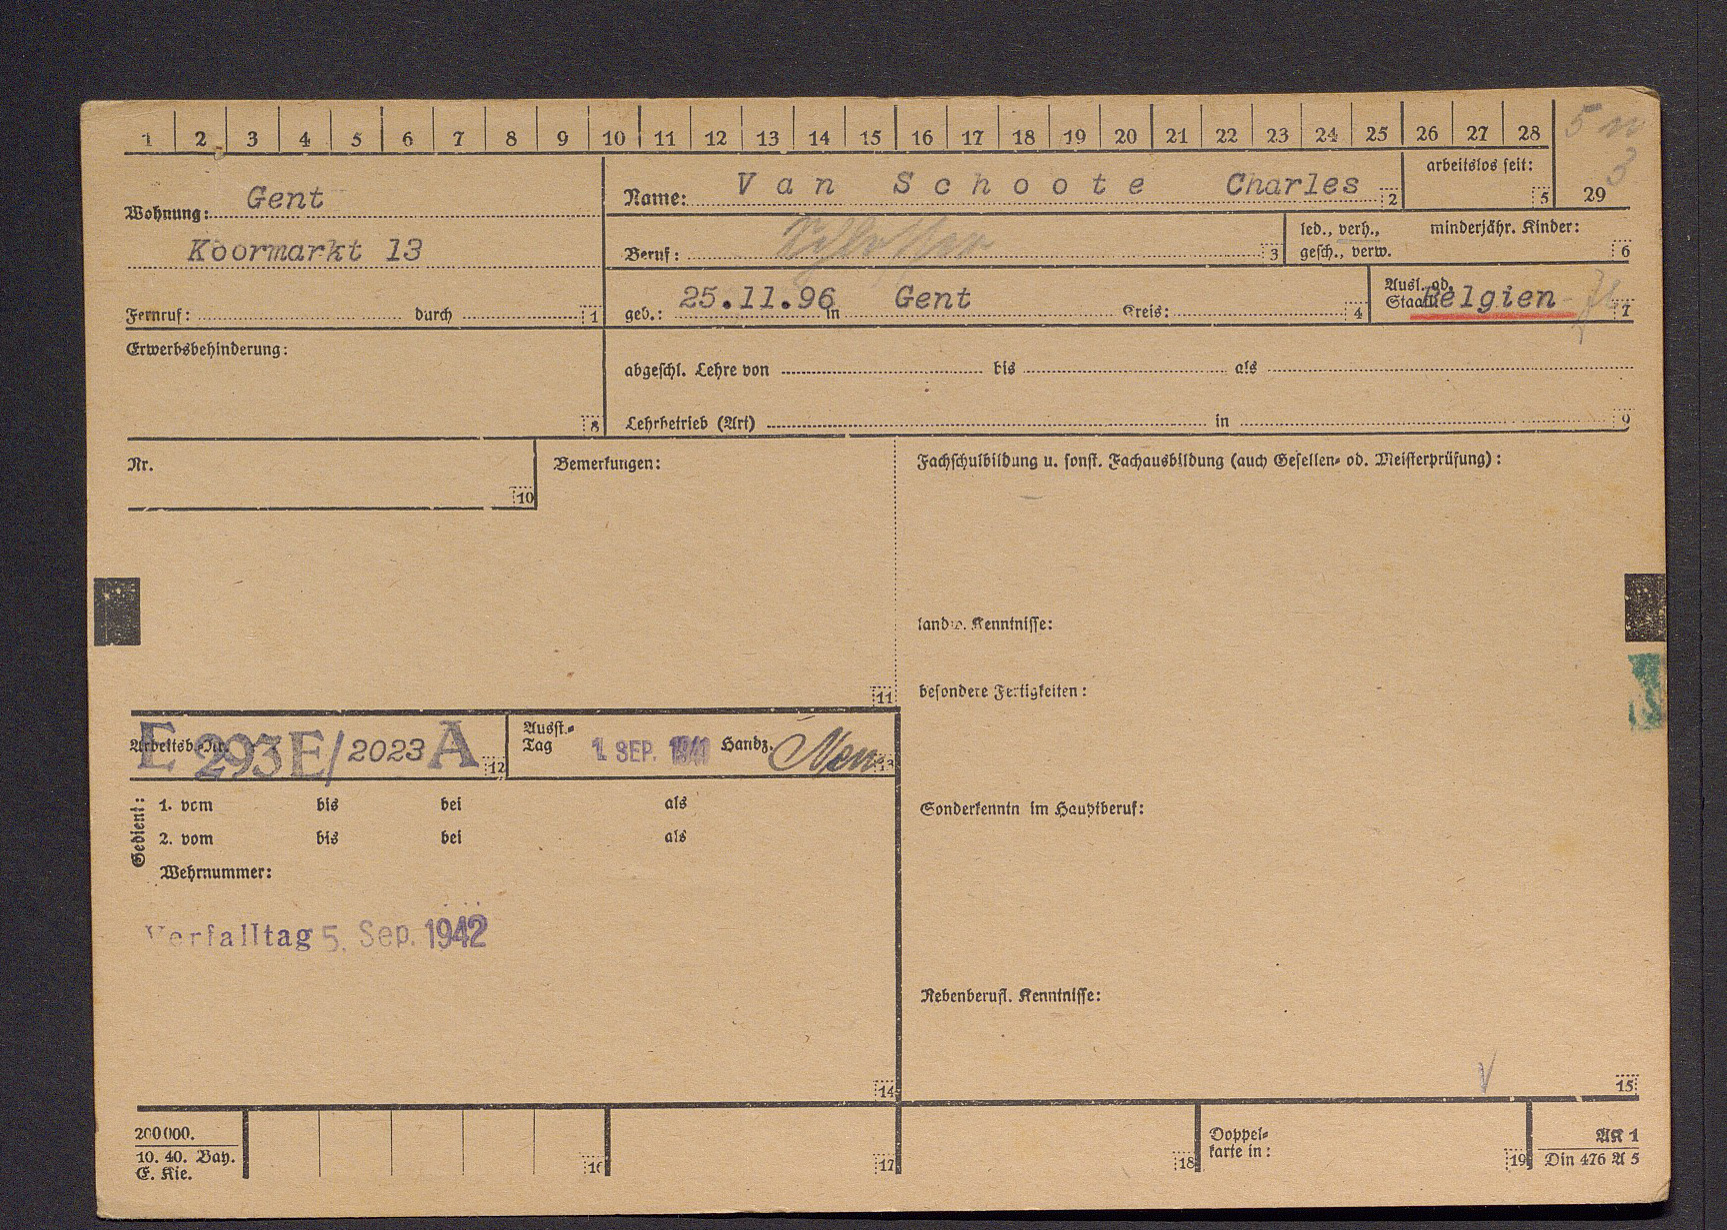 1 2 3 4 5 6 7 8 9 10 11 12 13 14 15 16 17 18 19 20 21 22 23 24 25 26 27 28 29
5
3
Wohnung: Gent
Koormarkt 13
Fernruf: durch 1
Name: Van Schoote Charles 2
arbeitslos seit: 5
Beruf: Schlosser 3
led., verh., minderjähr. Kinder:
gesch., verw. 6
geb.: 25.11.96 in Gent Kreis: 4
Ausl. od.
Staatl. Belgien 7
Erwerbsbehinderung:
8
abgeschl. Lehre von bis als
Lehrbetrieb (Art) in 9
Nr.
10
Bemerkungen:
11
Fachschulbildung u. sonst. Fachausbildung (auch Gesellen- od. Meisterprüfung):
landw. Kenntnisse:
besondere Fertigkeiten:
Sonderkenntn im Hauptberuf:
Nebenberufl. Kenntnisse:
15
Arbeitsb.-Nr. E 293E/2023 A 12
Ausst.-
Tag 1. SEP. 1941 Handz. 13
Gedient:
1. vom bis bei als
2. vom bis bei als
Wehrnummer:
Verfalltag 5. Sep. 1942
14
200000.
10. 40. Bay.
E. Kie.
16
17
18
Doppel-
karte in:
19
AK 1
Din 476 A 5